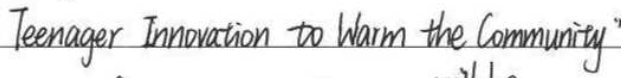 Teenager Innovation to Warm the Community"